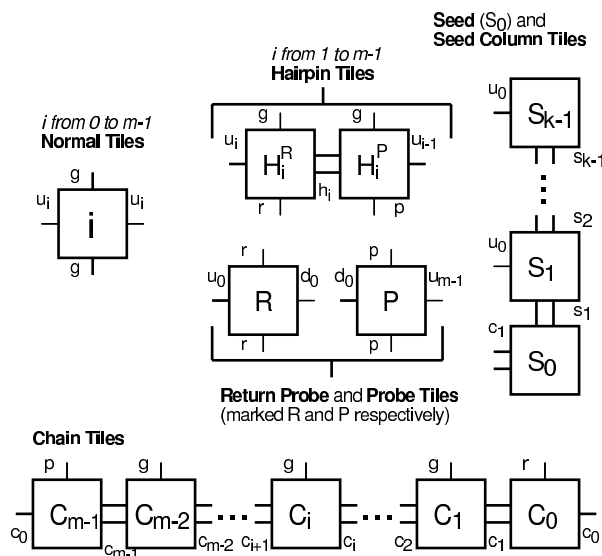 Seed (S₀) and
Seed Column Tiles
i from 1 to m-1
Hairpin Tiles
i from 0 to m-1
Normal Tiles
g g
u₀ Sₖ₋₁
uᵢ Hᵢᴿ hᵢ Hᵢᴾ uᵢ₋₁
sₖ₋₁
r p
g
uᵢ i uᵢ
g
s₂
u₀ S₁
s₁
r p
u₀ R d₀ d₀ P uₘ₋₁
r p
c₁ S₀
Return Probe and Probe Tiles
(marked R and P respectively)
Chain Tiles
p g g g r
c₀ Cₘ₋₁ cₘ₋₁ Cₘ₋₂ cₘ₋₂ cᵢ₊₁ Cᵢ cᵢ c₂ C₁ c₁ C₀ c₀